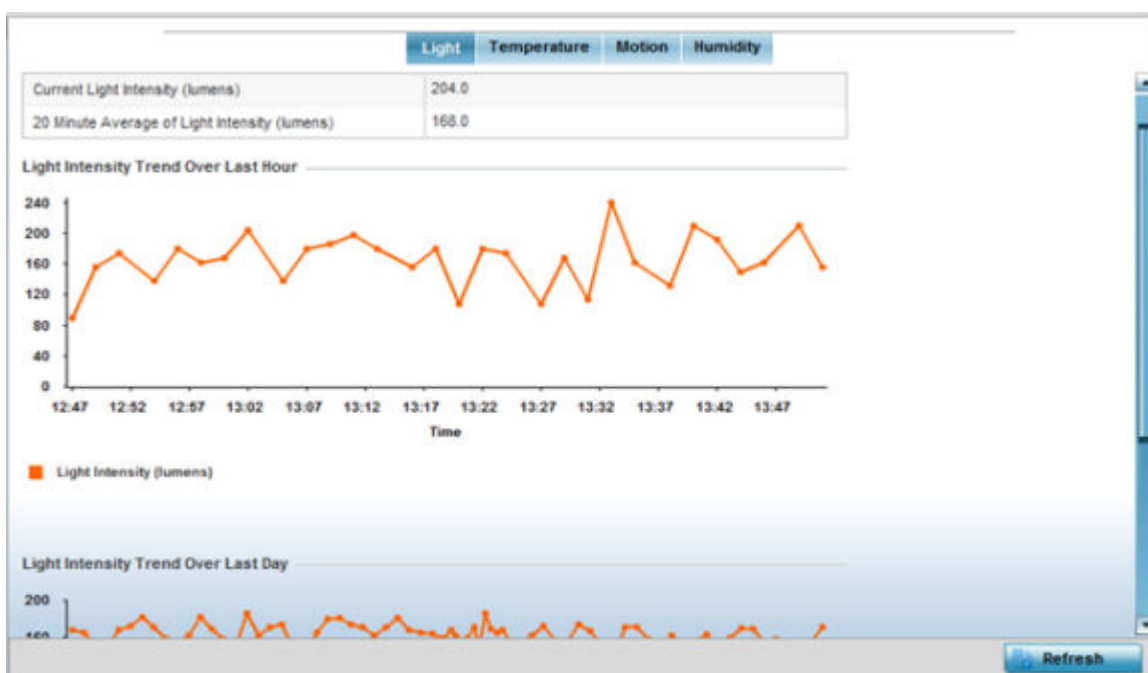 Light Temperature Motion Humidity
Current Light Intensity (lumens) 204.0
20 Minute Average of Light Intensity (lumens) 168.0
Light Intensity Trend Over Last Hour
240
200
160
120
80
40
0
12:47 12:52 12:57 13:02 13:07 13:12 13:17 13:22 13:27 13:32 13:37 13:42 13:47
Time
Light Intensity (lumens)
Light Intensity Trend Over Last Day
200
160
Refresh